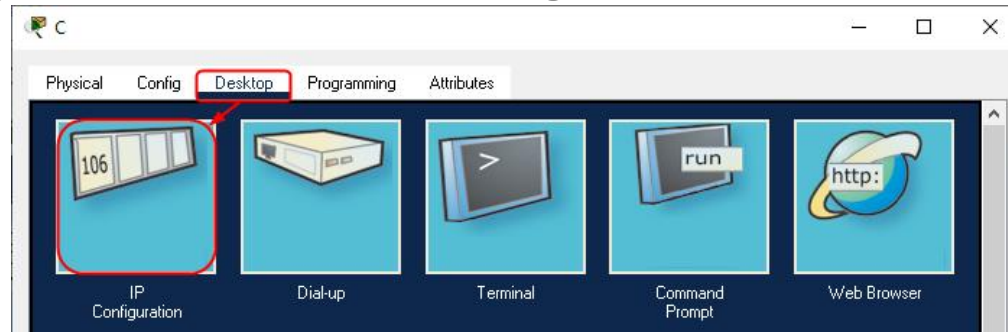 C
Physical Config Desktop Programming Attributes
106
>
run
http:
IP
Configuration
Dial-up
Terminal
Command
Prompt
Web Browser